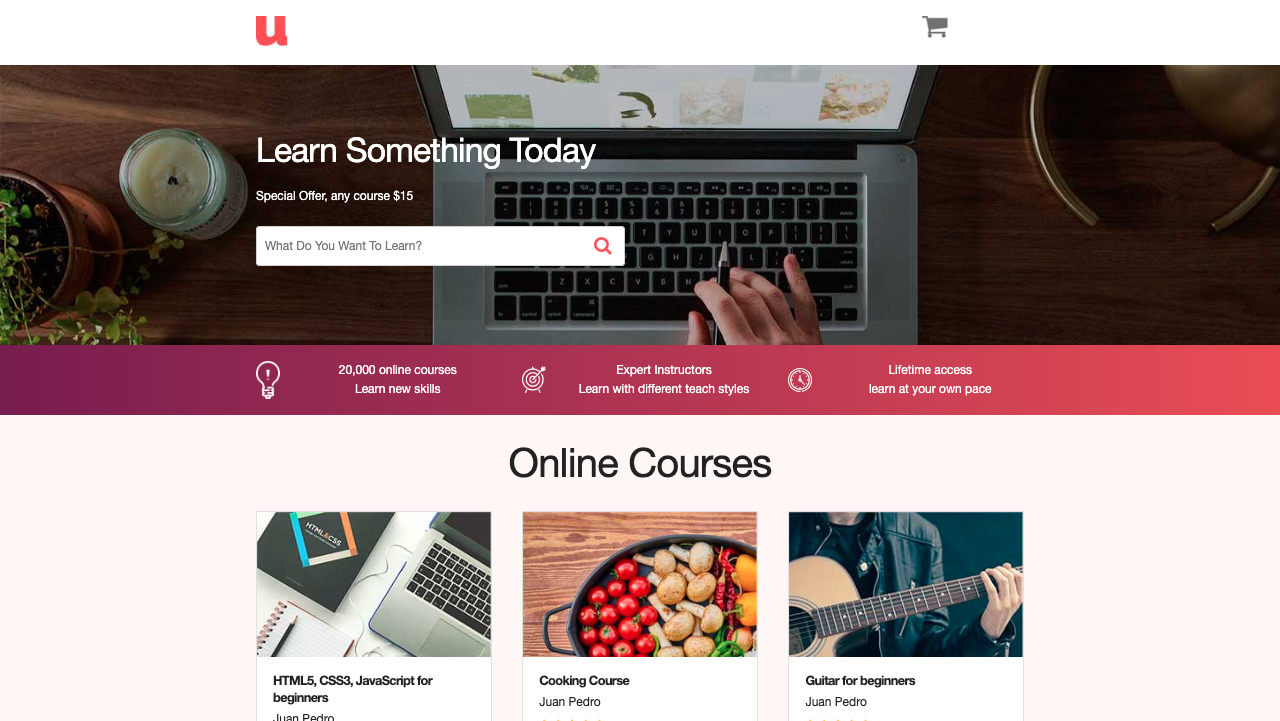 u
Learn Something Today
Special Offer, any course $15
What Do You Want To Learn?
20,000 online courses
Learn new skills
Expert Instructors
Learn with different teach styles
Lifetime access
learn at your own pace
Online Courses
HTML&CSS
HTML5, CSS3, JavaScript for
beginners
Juan Pedro
Cooking Course
Juan Pedro
Guitar for beginners
Juan Pedro